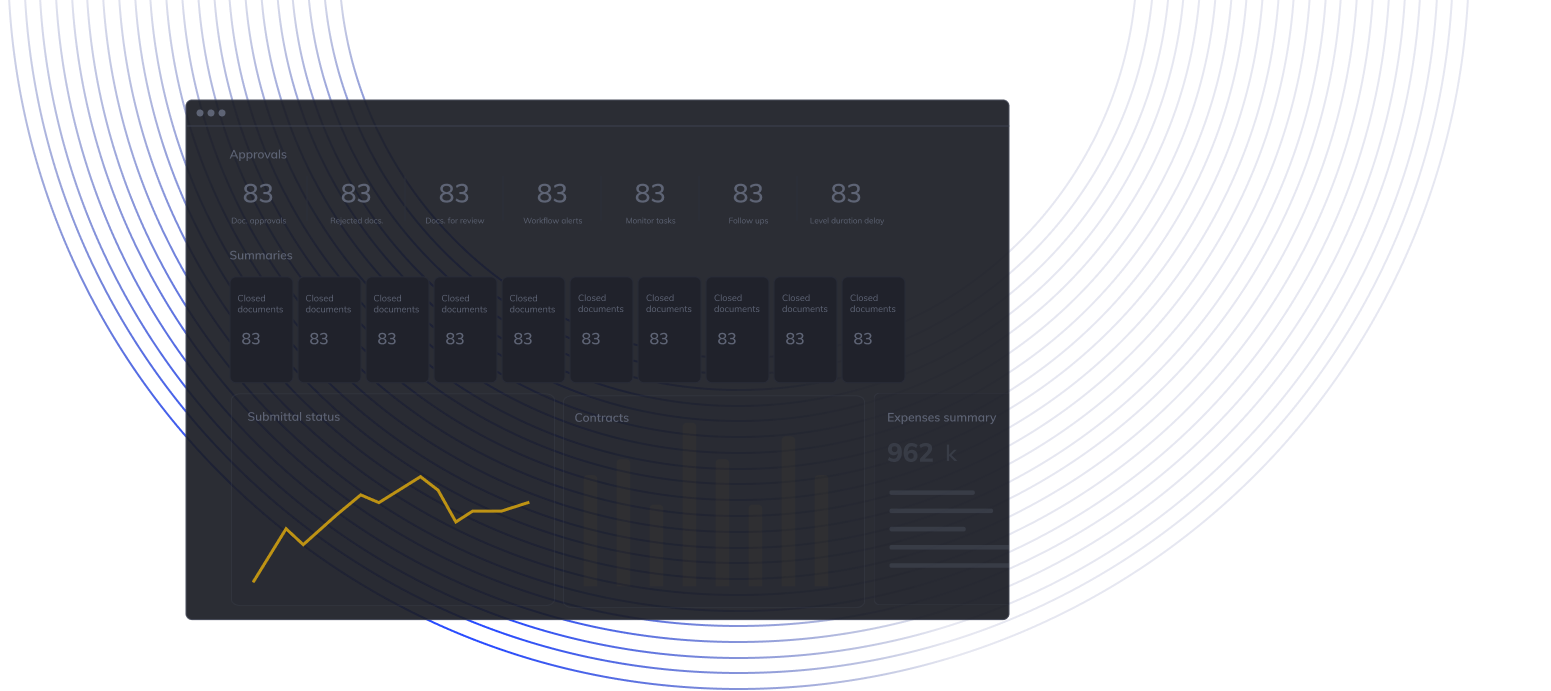 Approvals
83 83 83 83 83 83 83
Doc. approvals Rejected docs. Docs. for review Workflow alerts Monitor tasks Follow ups Level duration delay
Summaries
Closed Closed Closed Closed Closed Closed Closed Closed Closed Closed
documents documents documents documents documents documents documents documents documents documents
83 83 83 83 83 83 83 83 83 83
Submittal status Contracts Expenses summary
962 k